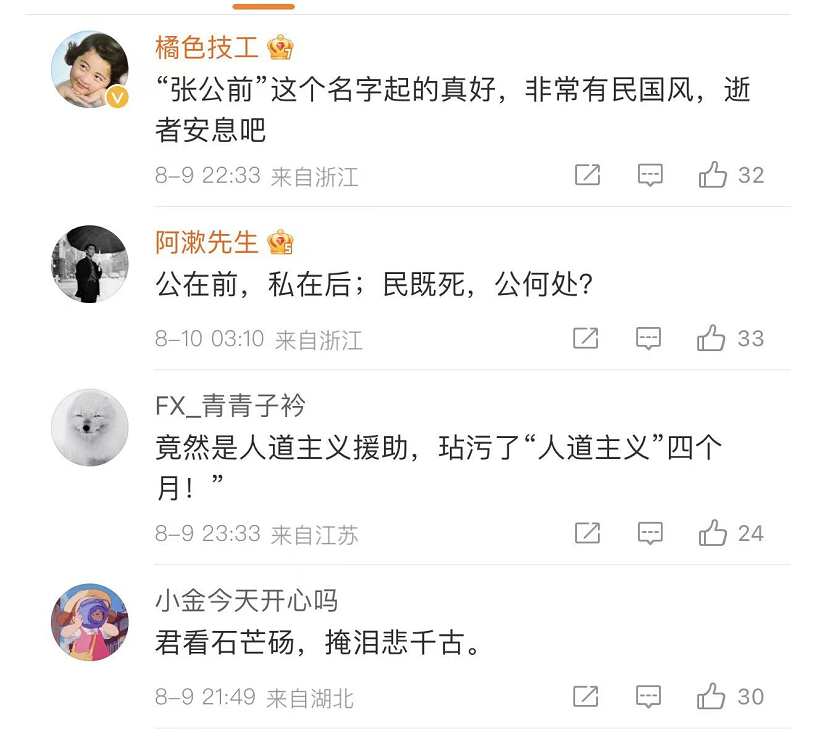 橘色技工 7
“张公前”这个名字起的真好，非常有民国风，逝
者安息吧
8-9 22:33 来自浙江 32
阿漱先生 5
公在前，私在后；民既死，公何处？
8-10 03:10 来自浙江 33
FX_青青子衿
竟然是人道主义援助，玷污了“人道主义”四个
月！”
8-9 23:33 来自江苏 24
小金今天开心吗
君看石芒砀，掩泪悲千古。
8-9 21:49 来自湖北 30